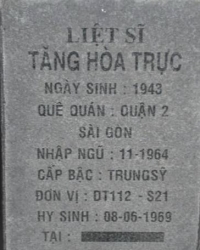 LIỆT SĨ
TĂNG HÒA TRỰC
NGÀY SINH : 1943
QUÊ QUÁN : QUẬN 2
SÀI GÒN
NHẬP NGŨ : 11-1964
CẤP BẬC : TRUNGSỸ
ĐƠN VỊ : DT112 - S21
HY SINH : 08-06-1969
TẠI :